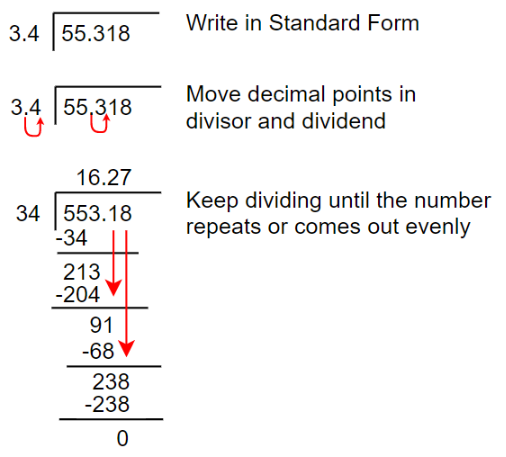 3.4 55.318 Write in Standard Form
3.4 55.318 Move decimal points in
divisor and dividend
16.27
34 553.18 Keep dividing until the number
repeats or comes out evenly
-34
213
-204
91
-68
238
-238
0